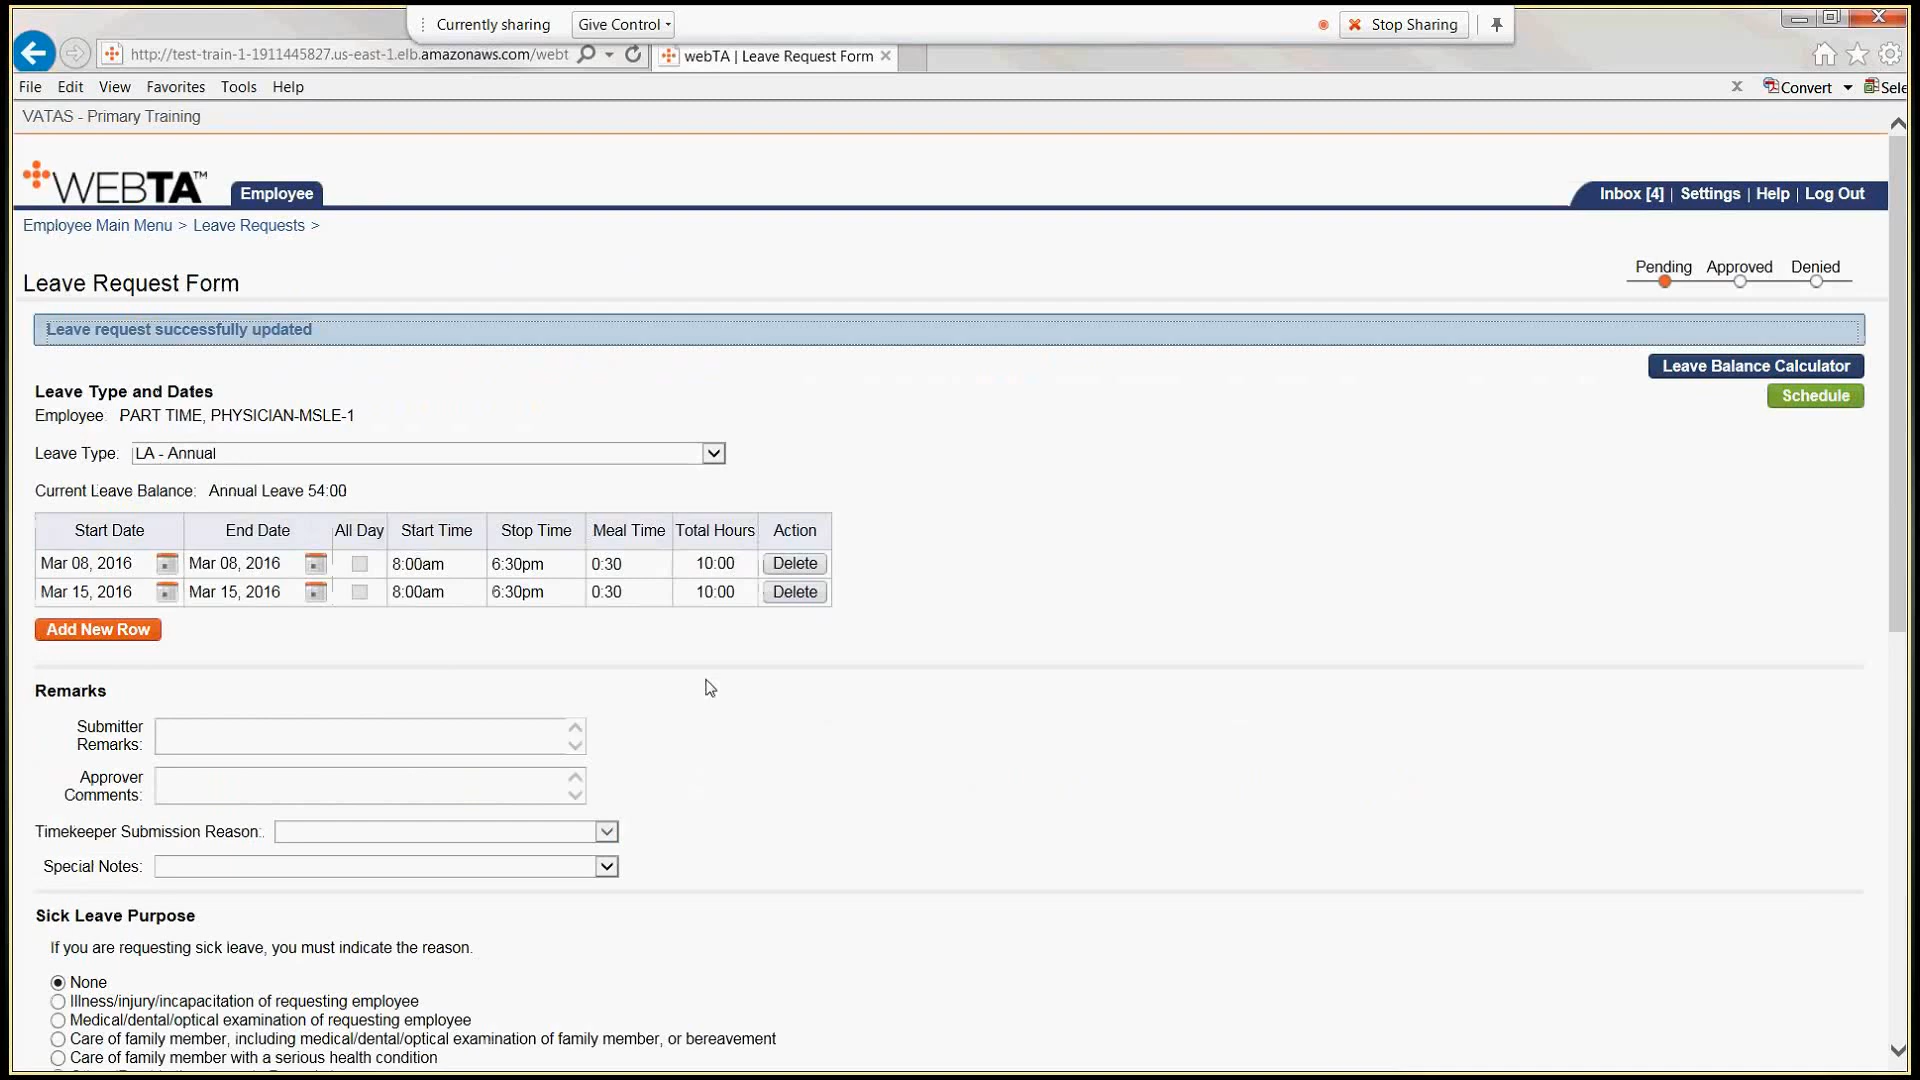 Currently sharing Give Control Stop Sharing
http://test-train-1-1911445827.us-east-1.elb.amazonaws.com/webt webTA | Leave Request Form
File Edit View Favorites Tools Help Convert Sele
VATAS - Primary Training
WEBTA™ Employee Inbox [4] | Settings | Help | Log Out
Employee Main Menu > Leave Requests >
Pending Approved Denied
Leave Request Form
Leave request successfully updated
Leave Balance Calculator
Leave Type and Dates Schedule
Employee: PART TIME, PHYSICIAN-MSLE-1
Leave Type: LA - Annual
Current Leave Balance: Annual Leave 54:00
Start Date End Date All Day Start Time Stop Time Meal Time Total Hours Action
Mar 08, 2016 Mar 08, 2016 8:00am 6:30pm 0:30 10:00 Delete
Mar 15, 2016 Mar 15, 2016 8:00am 6:30pm 0:30 10:00 Delete
Add New Row
Remarks
Submitter
Remarks:
Approver
Comments:
Timekeeper Submission Reason:
Special Notes:
Sick Leave Purpose
If you are requesting sick leave, you must indicate the reason.
None
Illness/injury/incapacitation of requesting employee
Medical/dental/optical examination of requesting employee
Care of family member, including medical/dental/optical examination of family member, or bereavement
Care of family member with a serious health condition